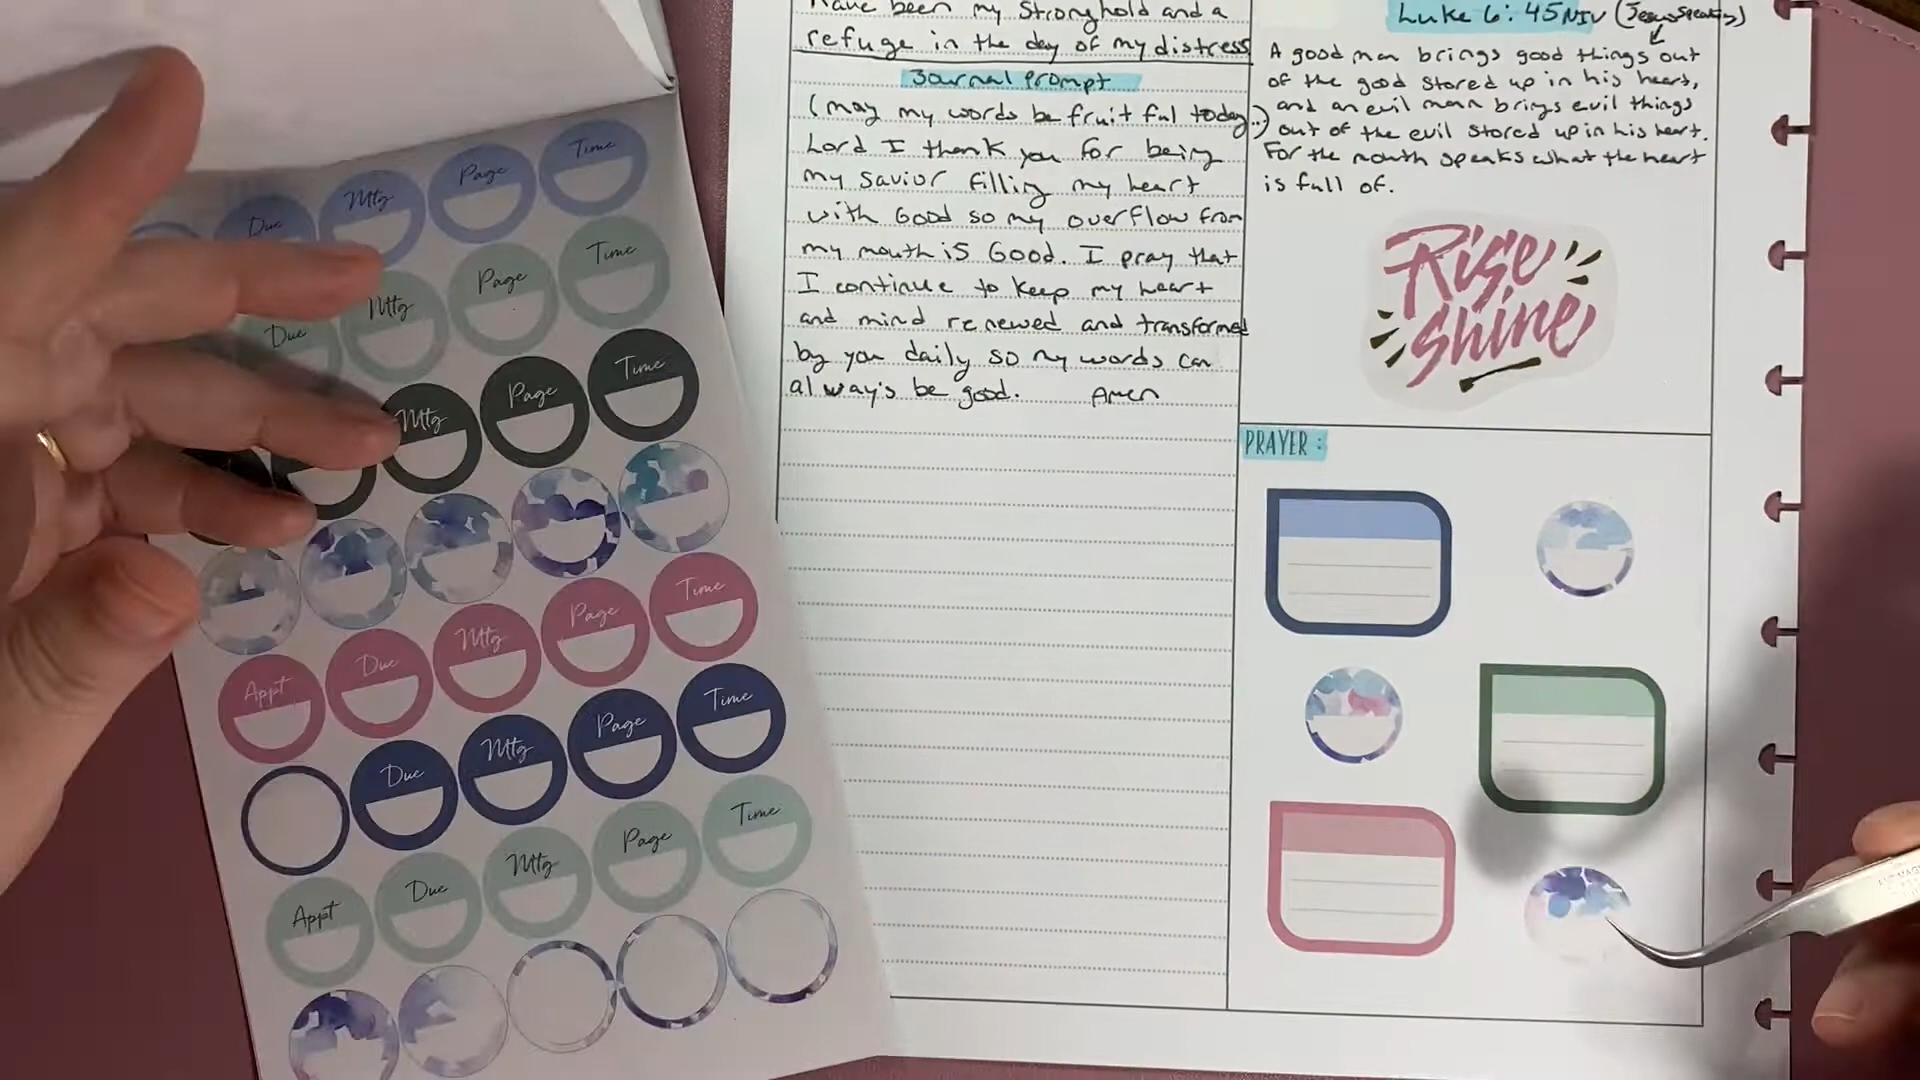 have been my stronghold and a
refuge in the day of my distress
Journal Prompt
(may my words be fruit ful today...)
Lord I thank you for being
my savior filling my heart
with Good so my overflow from
my mouth is Good. I pray that
I continue to keep my heart
and mind renewed and transformed
by you daily so my words can
always be good. Amen
Luke 6:45 NIV (Jesus speaking)
A good man brings good things out
of the good stored up in his heart,
and an evil man brings evil things
out of the evil stored up in his heart.
For the mouth speaks what the heart
is full of.
Rise
Shine
PRAYER:
Due Mtg Page Time
Due Mtg Page Time
Mtg Page Time
Appt Due Mtg Page Time
Due Mtg Page Time
Appt Due Mtg Page Time